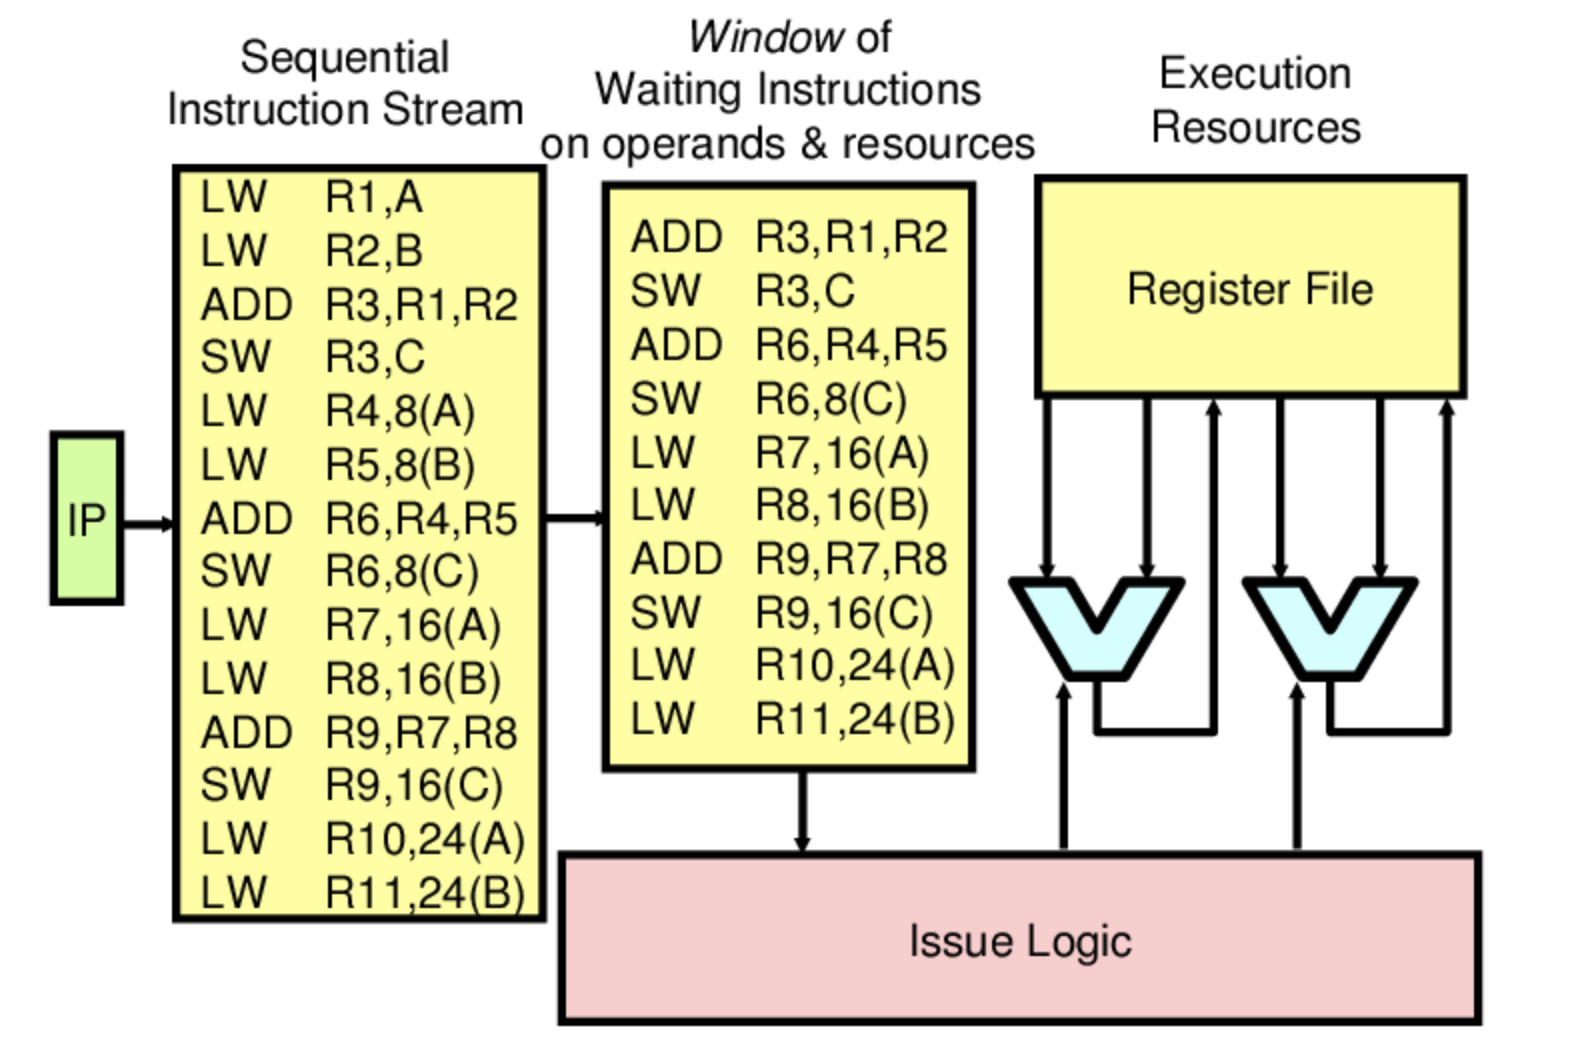 Sequential
Instruction Stream
Window of
Waiting Instructions
on operands & resources
Execution
Resources
IP
LW R1,A
LW R2,B
ADD R3,R1,R2
SW R3,C
LW R4,8(A)
LW R5,8(B)
ADD R6,R4,R5
SW R6,8(C)
LW R7,16(A)
LW R8,16(B)
ADD R9,R7,R8
SW R9,16(C)
LW R10,24(A)
LW R11,24(B)
ADD R3,R1,R2
SW R3,C
ADD R6,R4,R5
SW R6,8(C)
LW R7,16(A)
LW R8,16(B)
ADD R9,R7,R8
SW R9,16(C)
LW R10,24(A)
LW R11,24(B)
Register File
Issue Logic